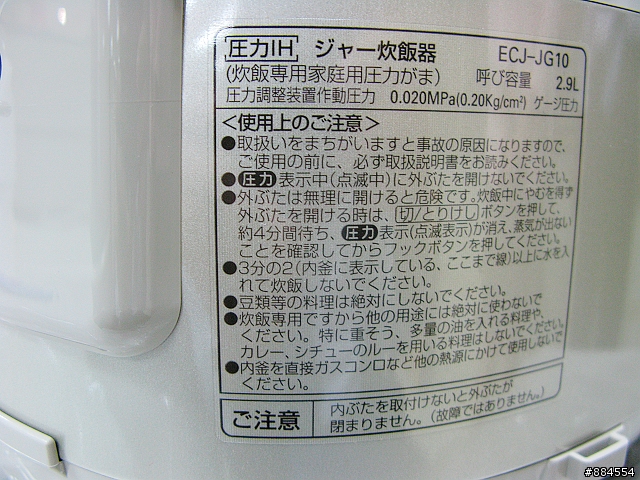 圧力IH ジャー炊飯器 ECJ-JG10
(炊飯専用家庭用圧力がま) 呼び容量 2.9L
圧力調整装置作動圧力 0.020MPa(0.20Kg/cm²) ゲージ圧力
<使用上のご注意>
●取扱いをまちがいますと事故の原因になりますので、
ご使用の前に、必ず取扱説明書をお読みください。
●圧力表示中(点滅中)に外ぶたを開けないでください。
●外ぶたは無理に開けると危険です。炊飯中にやむを得ず
外ぶたを開ける時は、切/とりけしボタンを押して、
約4分間待ち、圧力表示(点滅表示)が消え、蒸気が出ない
ことを確認してからフックボタンを押してください。
●3分の2(内釜に表示している、ここまで線)以上に水を入
れて炊飯しないでください。
●豆類等の料理は絶対にしないでください。
●炊飯専用ですから他の用途には絶対に使わないで
ください。特に重そう、多量の油を入れる料理や、
カレー、シチューのルーを用いる料理はしないでください。
●内釜を直接ガスコンロなど他の熱源にかけて使用しないで
ください。
ご注意 内ぶたを取付けないと外ぶたが
閉まりません。(故障ではありません。)
#884554